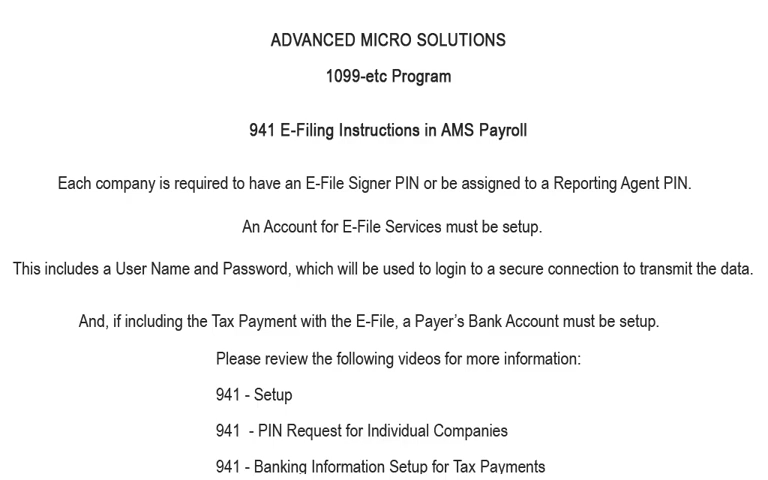 ADVANCED MICRO SOLUTIONS
1099-etc Program
941 E-Filing Instructions in AMS Payroll
Each company is required to have an E-File Signer PIN or be assigned to a Reporting Agent PIN.
An Account for E-File Services must be setup.
This includes a User Name and Password, which will be used to login to a secure connection to transmit the data.
And, if including the Tax Payment with the E-File, a Payer’s Bank Account must be setup.
Please review the following videos for more information:
941 - Setup
941  - PIN Request for Individual Companies
941 - Banking Information Setup for Tax Payments